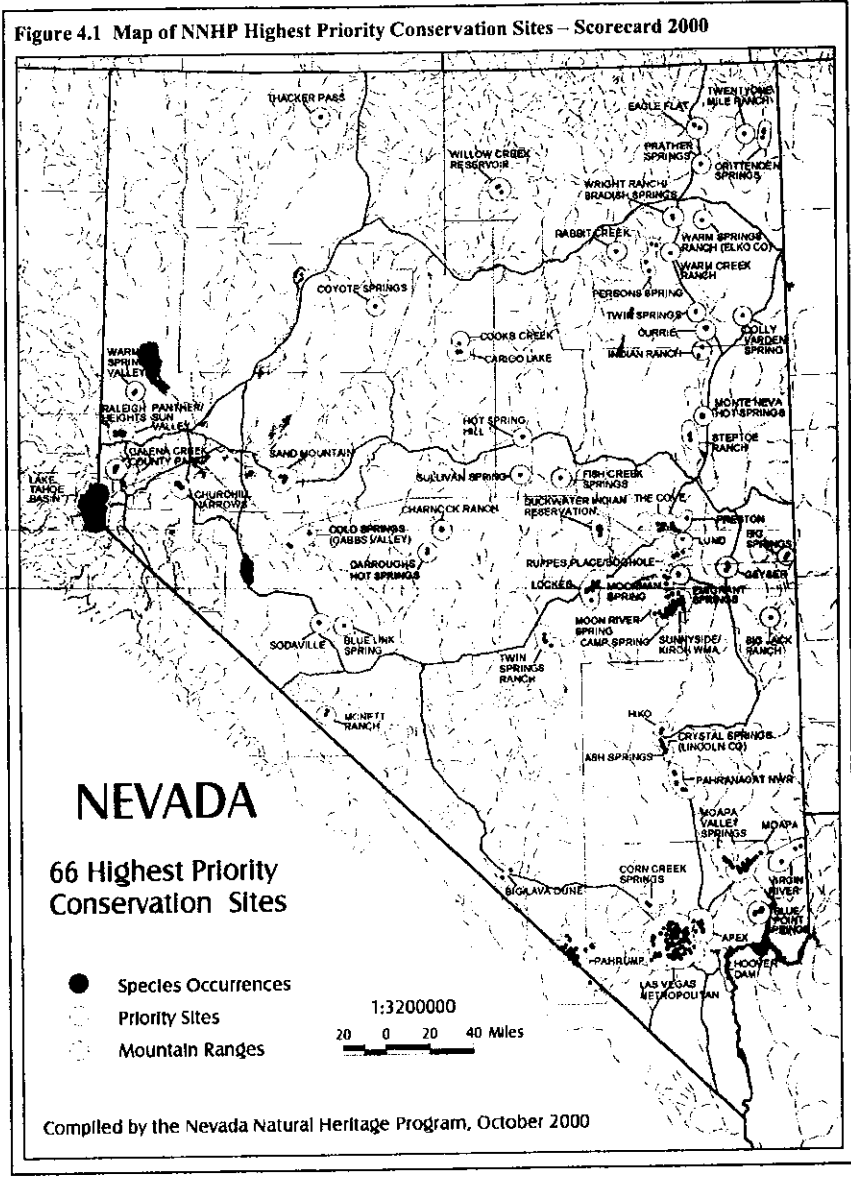 Figure 4.1 Map of NNHP Highest Priority Conservation Sites – Scorecard 2000
THACKER PASS
EAGLE FLAT
TWENTYONE
MILE RANCH
PRATHER
SPRINGS
CRITTENDEN
SPRINGS
WILLOW CREEK
RESERVOIR
WRIGHT RANCH/
BRADISH SPRINGS
RABBIT CREEK
WARM SPRINGS
RANCH (ELKO CO)
WARM CREEK
RANCH
PERSONS SPRING
COYOTE SPRINGS
TWIN SPRINGS
CURRIE
DOLLY
VARDEN
SPRING
COOKS CREEK
CARICO LAKE
INDIAN RANCH
WARM
SPRING
VALLEY
RALEIGH
HEIGHTS
PANTHER/
SUN
VALLEY
MONTE NEVA
HOT SPRINGS
STEPTOE
RANCH
HOT SPRING
HILL
GALENA CREEK
COUNTY PARK
SAND MOUNTAIN
SULLIVAN SPRING
FISH CREEK
SPRINGS
LAKE
TAHOE
BASIN
CHURCHILL
NARROWS
CHARNOCK RANCH
DUCKWATER INDIAN
RESERVATION
THE COVE
PRESTON
COLD SPRINGS
(GABBS VALLEY)
LUND
BIG
SPRINGS
DARROUGHS
HOT SPRINGS
RUPPES PLACE/BOGHOLE
GEYSER
LOCKES
MOORMAN
SPRING
EMIGRANT
SPRINGS
MOON RIVER
SPRING
CAMP SPRING
SUNNYSIDE/
KIRCH WMA
BIG JACK
RANCH
SODAVILLE
BLUE LINK
SPRING
TWIN
SPRINGS
RANCH
MCNETT
RANCH
HIKO
CRYSTAL SPRINGS
(LINCOLN CO)
ASH SPRINGS
PAHRANAGAT NWR
NEVADA
MOAPA
VALLEY
SPRINGS
MOAPA
66 Highest Priority
Conservation Sites
CORN CREEK
SPRINGS
VIRGIN
RIVER
BIG/LAVA DUNE
BLUE
POINT
SPRINGS
PAHRUMP
APEX
HOOVER
DAM
LAS VEGAS
METROPOLITAN
Species Occurrences
Priority Sites
Mountain Ranges
1:3200000
20 0 20 40 Miles
Compiled by the Nevada Natural Heritage Program, October 2000